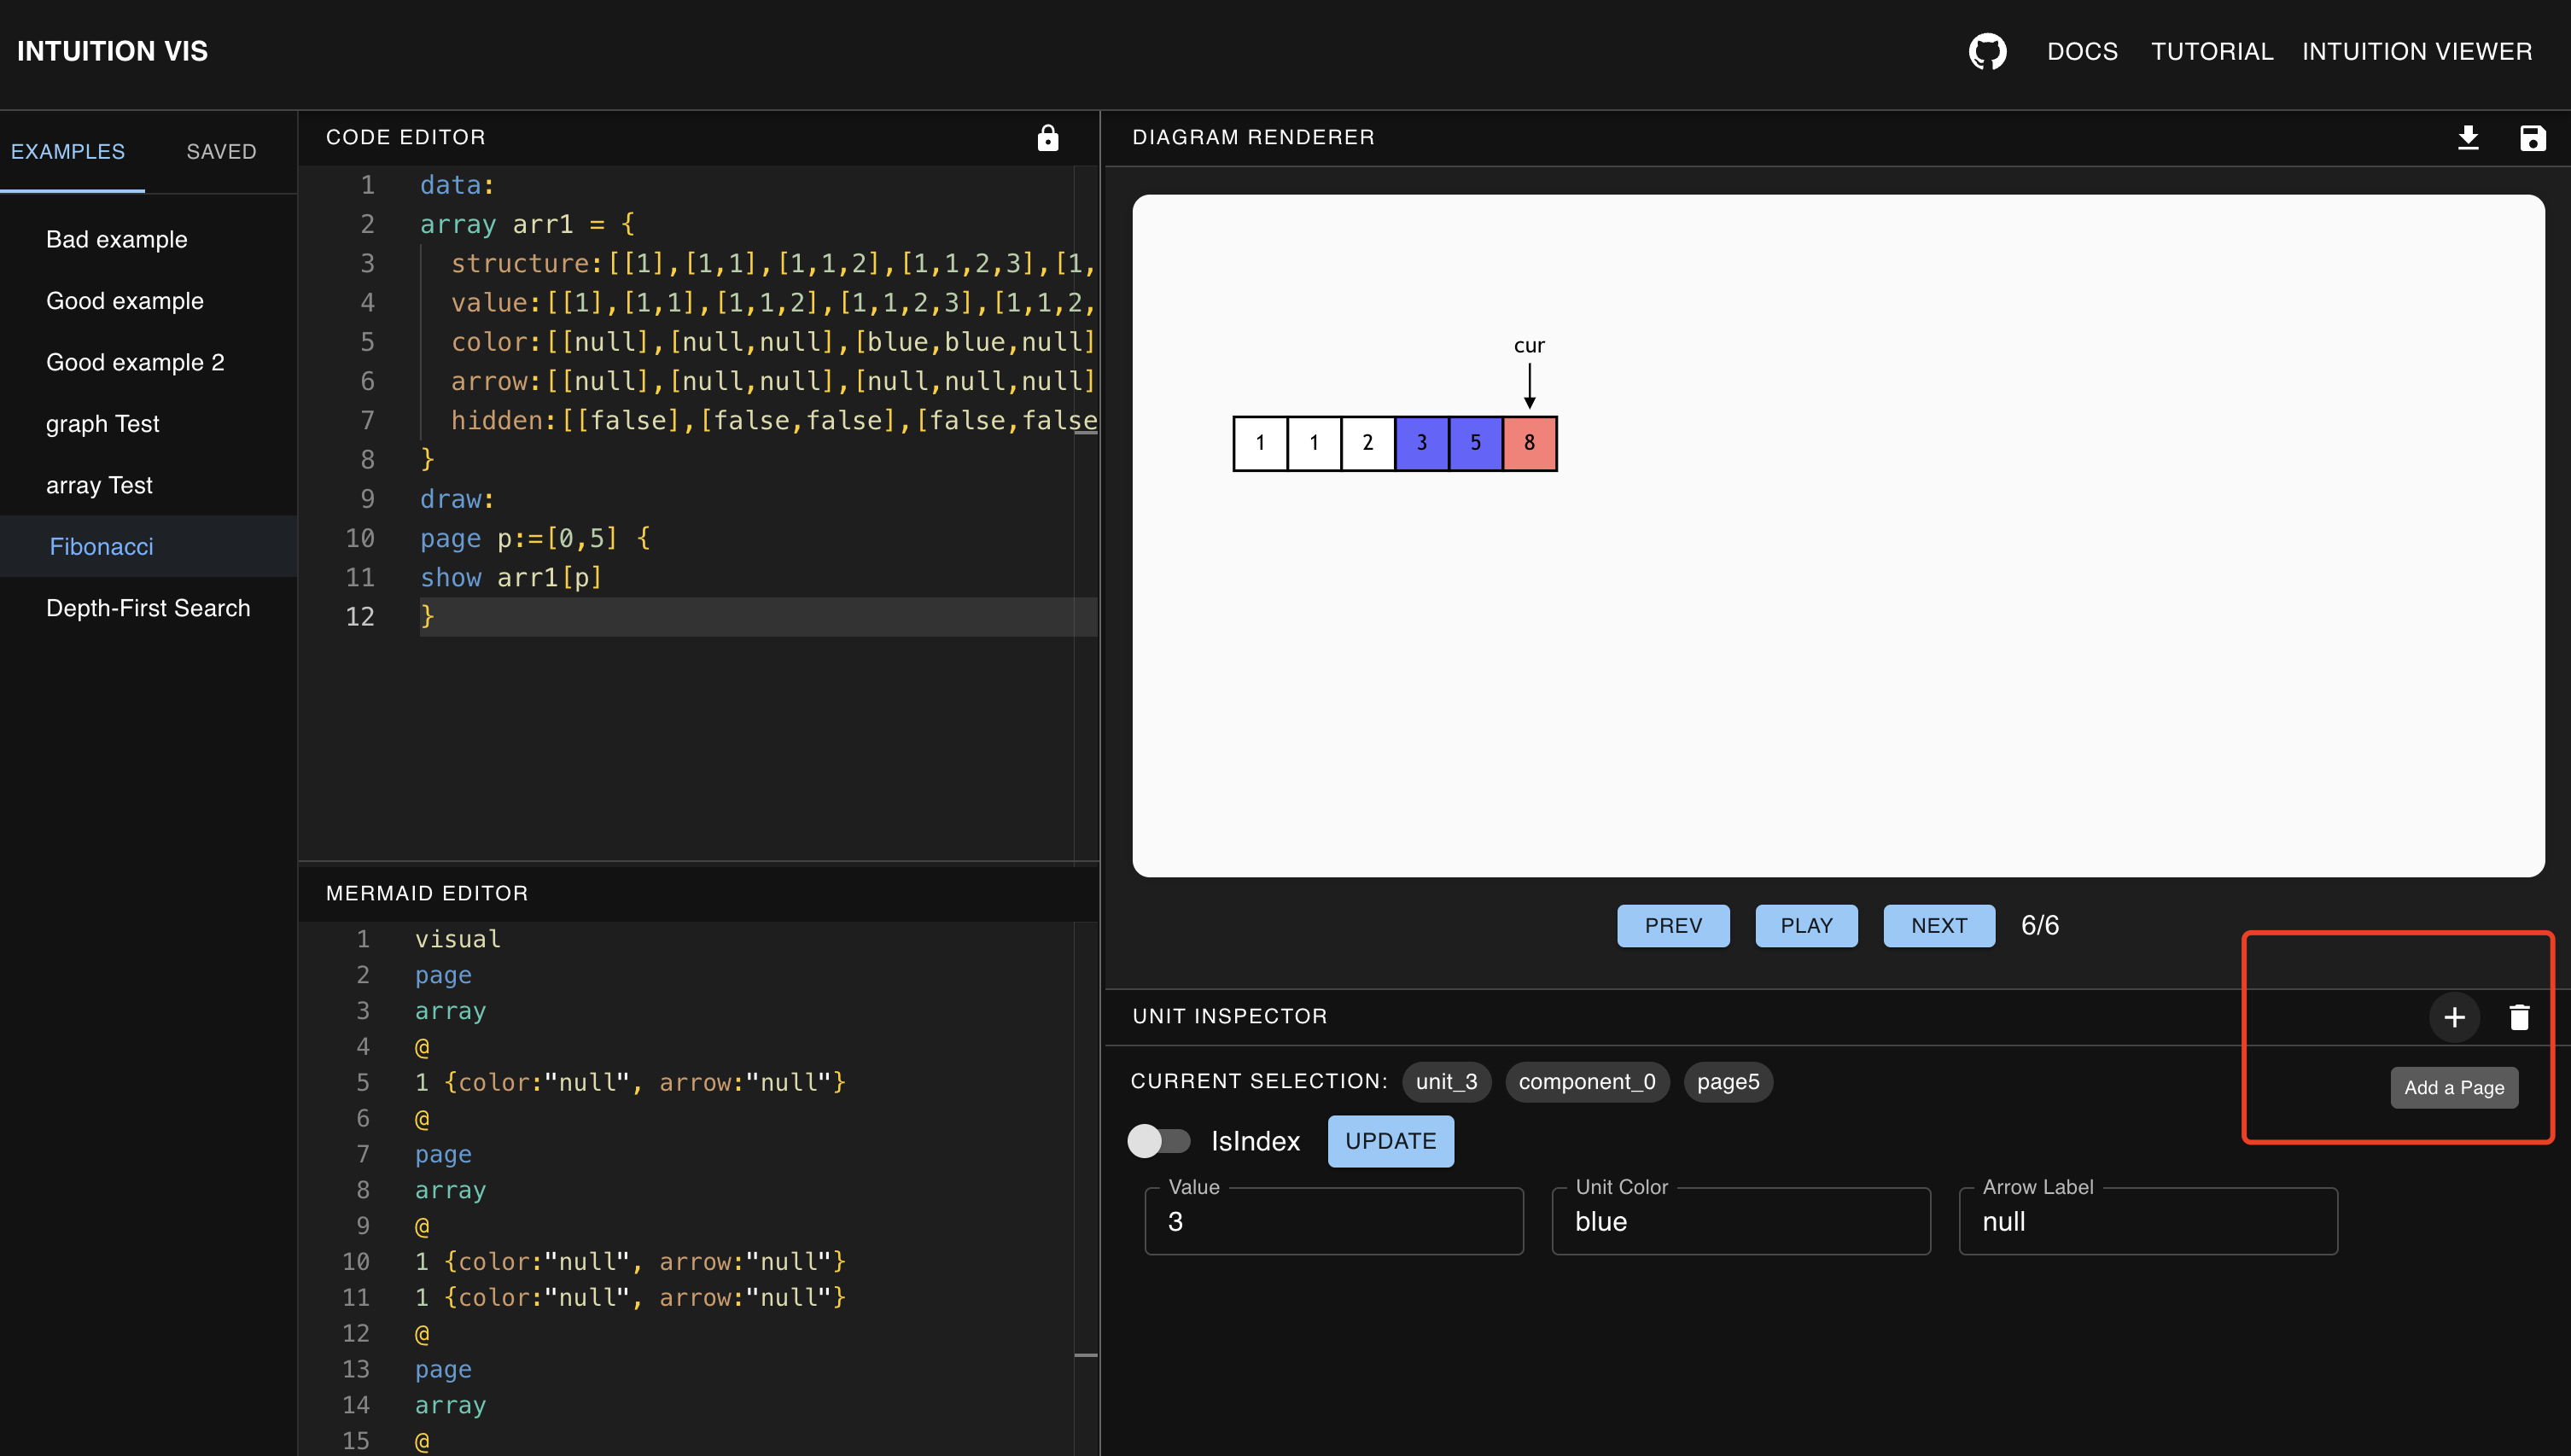 INTUITION VIS
DOCS TUTORIAL INTUITION VIEWER
EXAMPLES SAVED
Bad example
Good example
Good example 2
graph Test
array Test
Fibonacci
Depth-First Search
CODE EDITOR
1 data:
2 array arr1 = {
3 structure:[[1],[1,1],[1,1,2],[1,1,2,3],[1,
4 value:[[1],[1,1],[1,1,2],[1,1,2,3],[1,1,2,
5 color:[[null],[null,null],[blue,blue,null]
6 arrow:[[null],[null,null],[null,null,null]
7 hidden:[[false],[false,false],[false,false
8 }
9 draw:
10 page p:=[0,5] {
11 show arr1[p]
12 }
MERMAID EDITOR
1 visual
2 page
3 array
4 @
5 1 {color:"null", arrow:"null"}
6 @
7 page
8 array
9 @
10 1 {color:"null", arrow:"null"}
11 1 {color:"null", arrow:"null"}
12 @
13 page
14 array
15 @
DIAGRAM RENDERER
cur
1 1 2 3 5 8
PREV PLAY NEXT 6/6
UNIT INSPECTOR
CURRENT SELECTION: unit_3 component_0 page5
Add a Page
IsIndex UPDATE
Value Unit Color Arrow Label
3 blue null